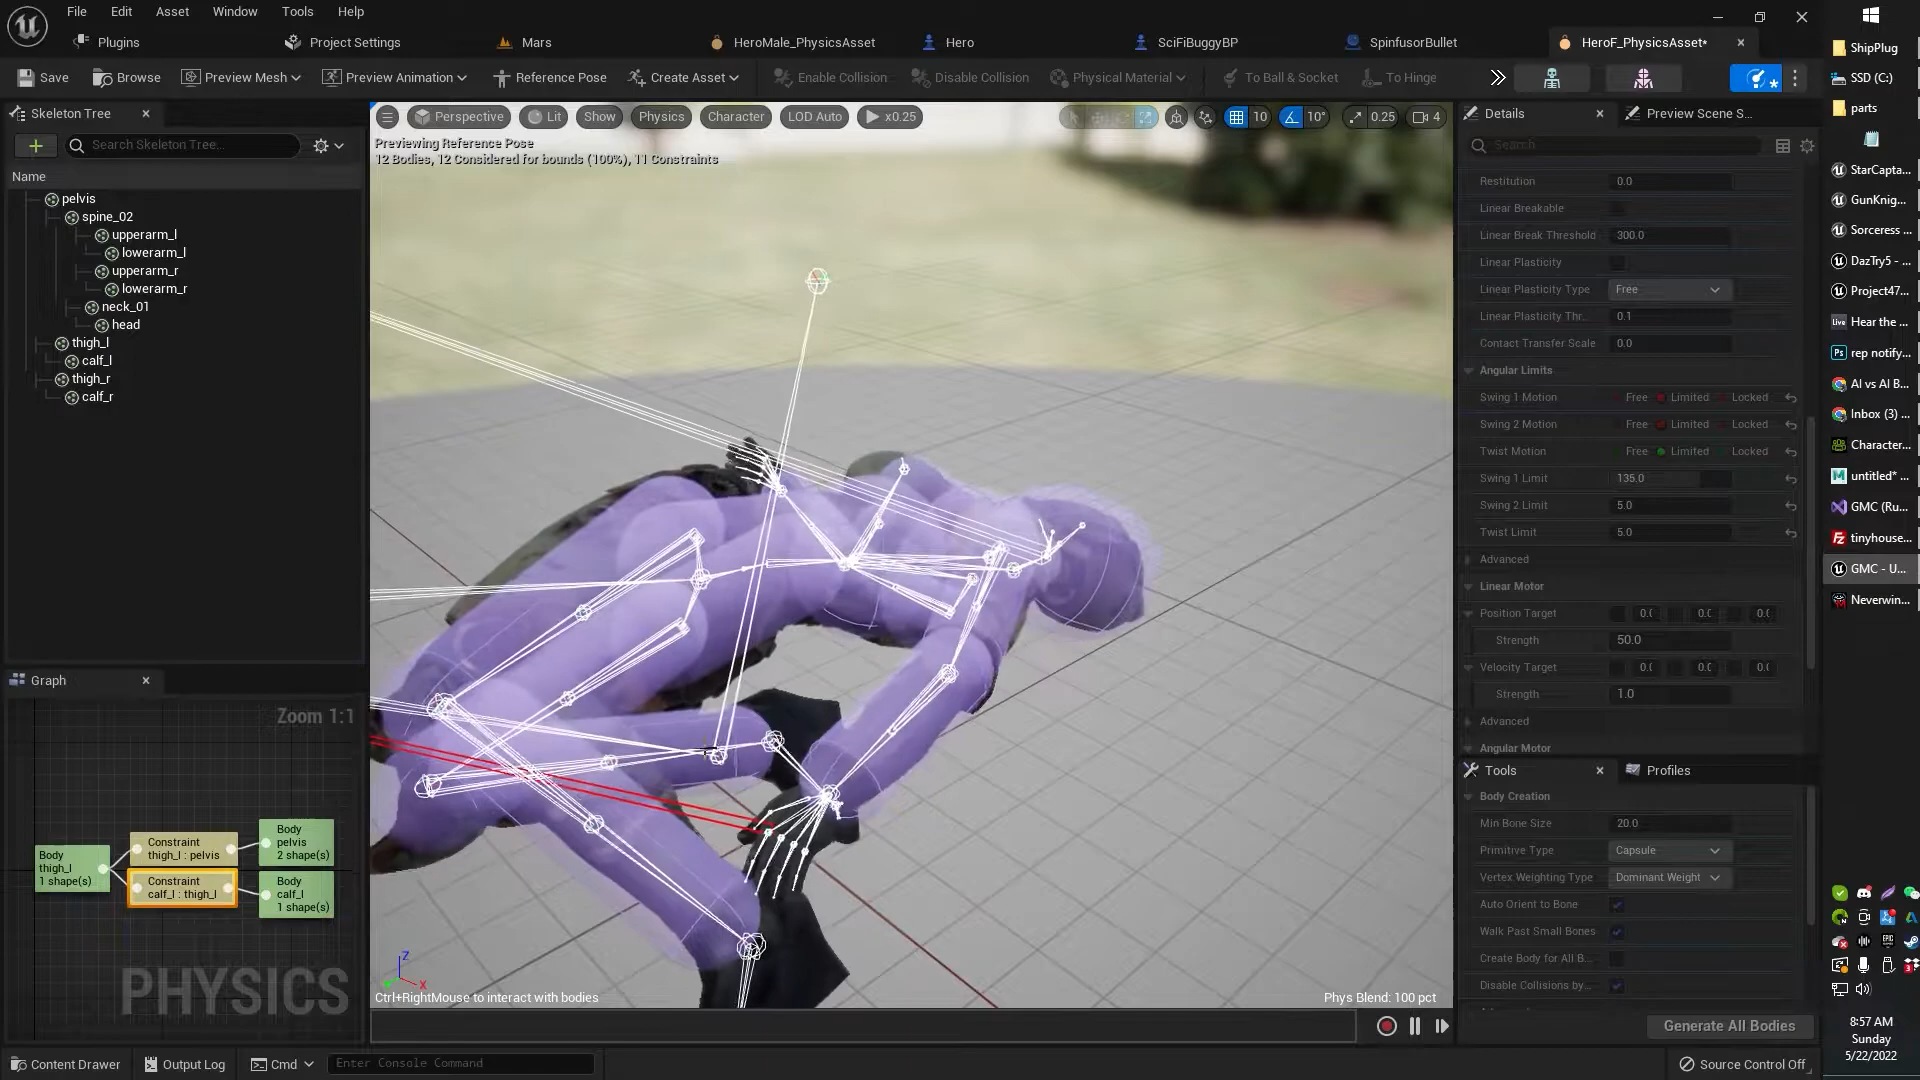 File Edit Asset Window Tools Help
Plugins Project Settings Mars HeroMale_PhysicsAsset Hero SciFiBuggyBP SpinfusorBullet HeroF_PhysicsAsset*
Save Browse Preview Mesh Preview Animation Reference Pose Create Asset Enable Collision Disable Collision Physical Material To Ball & Socket To Hinge
Skeleton Tree
Search Skeleton Tree...
Name
pelvis
spine_02
upperarm_l
lowerarm_l
upperarm_r
lowerarm_r
neck_01
head
thigh_l
calf_l
thigh_r
calf_r
Graph
Zoom 1:1
Body
thigh_l
1 shape(s)
Constraint
thigh_l : pelvis
Constraint
calf_l : thigh_l
Body
pelvis
2 shape(s)
Body
calf_l
1 shape(s)
PHYSICS
Perspective Lit Show Physics Character LOD Auto x0.25 10 10° 0.25 4
Previewing Reference Pose
12 Bodies, 12 Considered for bounds (100%), 11 Constraints
Z
X
Ctrl+RightMouse to interact with bodies
Phys Blend: 100 pct
Details Preview Scene S...
Search
Restitution 0.0
Linear Breakable
Linear Break Threshold 300.0
Linear Plasticity
Linear Plasticity Type Free
Linear Plasticity Thr... 0.1
Contact Transfer Scale 0.0
Angular Limits
Swing 1 Motion Free Limited Locked
Swing 2 Motion Free Limited Locked
Twist Motion Free Limited Locked
Swing 1 Limit 135.0
Swing 2 Limit 5.0
Twist Limit 5.0
Advanced
Linear Motor
Position Target 0.( 0.( 0.(
Strength 50.0
Velocity Target 0.( 0.( 0.(
Strength 1.0
Advanced
Angular Motor
Tools Profiles
Body Creation
Min Bone Size 20.0
Primitive Type Capsule
Vertex Weighting Type Dominant Weight
Auto Orient to Bone
Walk Past Small Bones
Create Body for All B...
Disable Collisions by...
Generate All Bodies
Content Drawer Output Log Cmd Enter Console Command Source Control Off
ShipPlug
SSD (C:)
parts
StarCapta...
GunKnig...
Sorceress ...
DazTry5 - ...
Project47...
Live Hear the ...
Ps rep notify...
AI vs AI B...
Inbox (3) ...
Character...
untitled* ...
GMC (Ru...
Fz tinyhouse...
GMC - U...
Neverwin...
8:57 AM
Sunday
5/22/2022